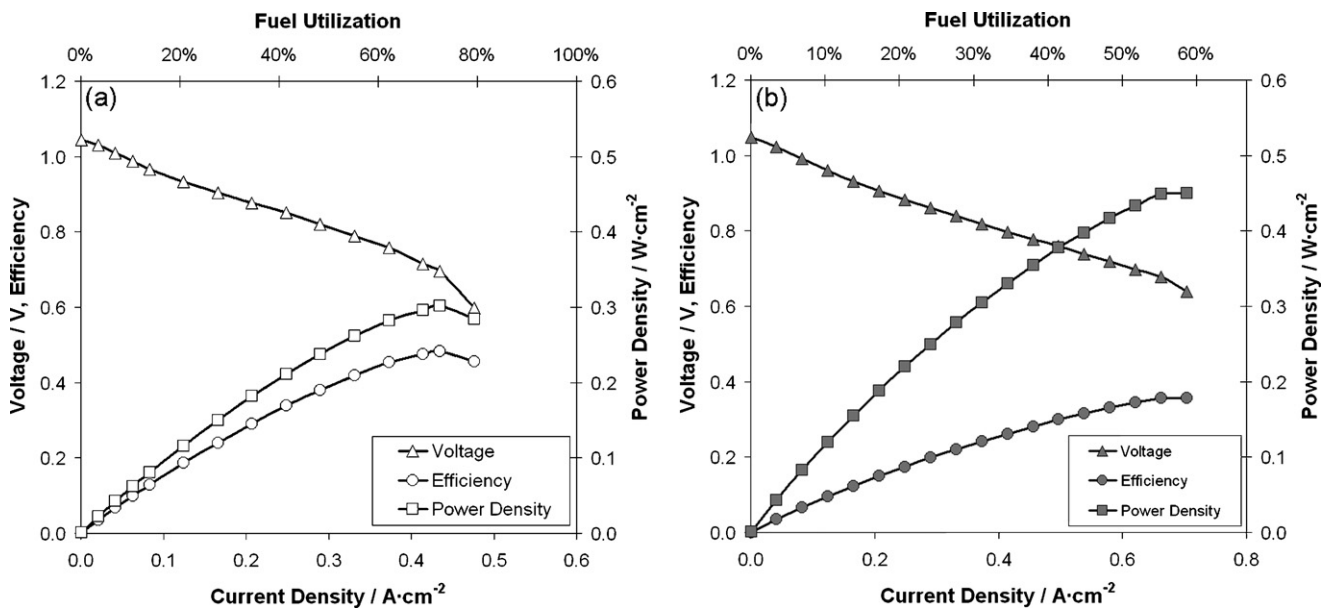 Fuel Utilization
0% 20% 40% 60% 80% 100%
(a)
1.2
1.0
0.8
0.6
0.4
0.2
0.0
Voltage / V, Efficiency
0.6
0.5
0.4
0.3
0.2
0.1
0.0
Power Density / W·cm-2
Voltage
Efficiency
Power Density
0.0 0.1 0.2 0.3 0.4 0.5 0.6
Current Density / A·cm-2
Fuel Utilization
0% 10% 20% 30% 40% 50% 60%
(b)
1.2
1.0
0.8
0.6
0.4
0.2
0.0
Voltage / V, Efficiency
0.6
0.5
0.4
0.3
0.2
0.1
0.0
Power Density / W·cm-2
Voltage
Efficiency
Power Density
0.0 0.2 0.4 0.6 0.8
Current Density / A·cm-2